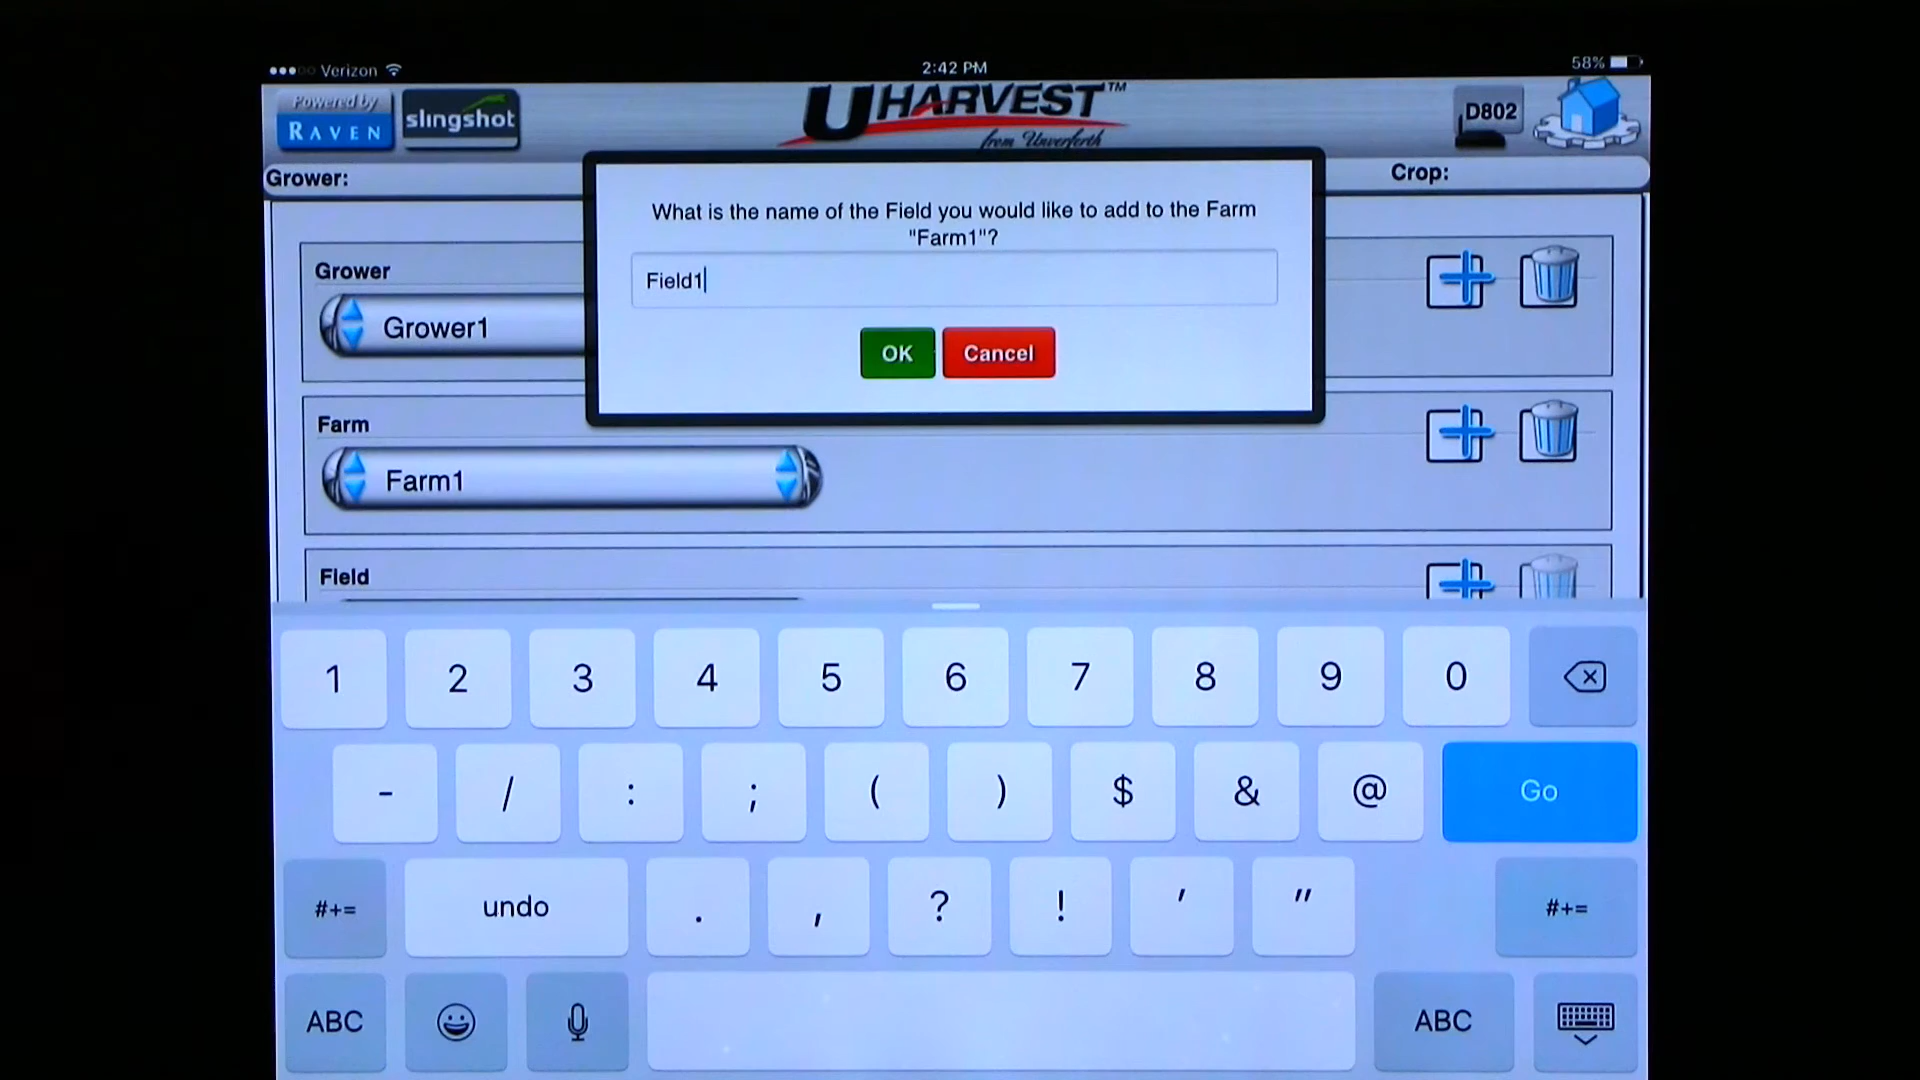 Verizon
2:42 PM
58%
Powered by
RAVEN
slingshot
UHARVEST™
from Unverferth
D802
Grower:
Crop:
What is the name of the Field you would like to add to the Farm
"Farm1"?
Field1
OK
Cancel
Grower
Grower1
Farm
Farm1
Field
1 2 3 4 5 6 7 8 9 0
- / : ; ( ) $ & @ Go
#+= undo . , ? ! ' " #+=
ABC ABC